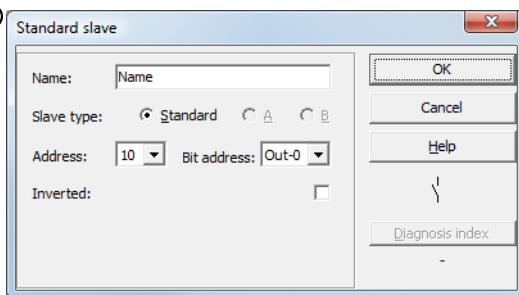 )
Standard slave
Name: Name
Slave type: Standard A B
Address: 10 Bit address: Out-0
Inverted:
OK
Cancel
Help
Diagnosis index
-